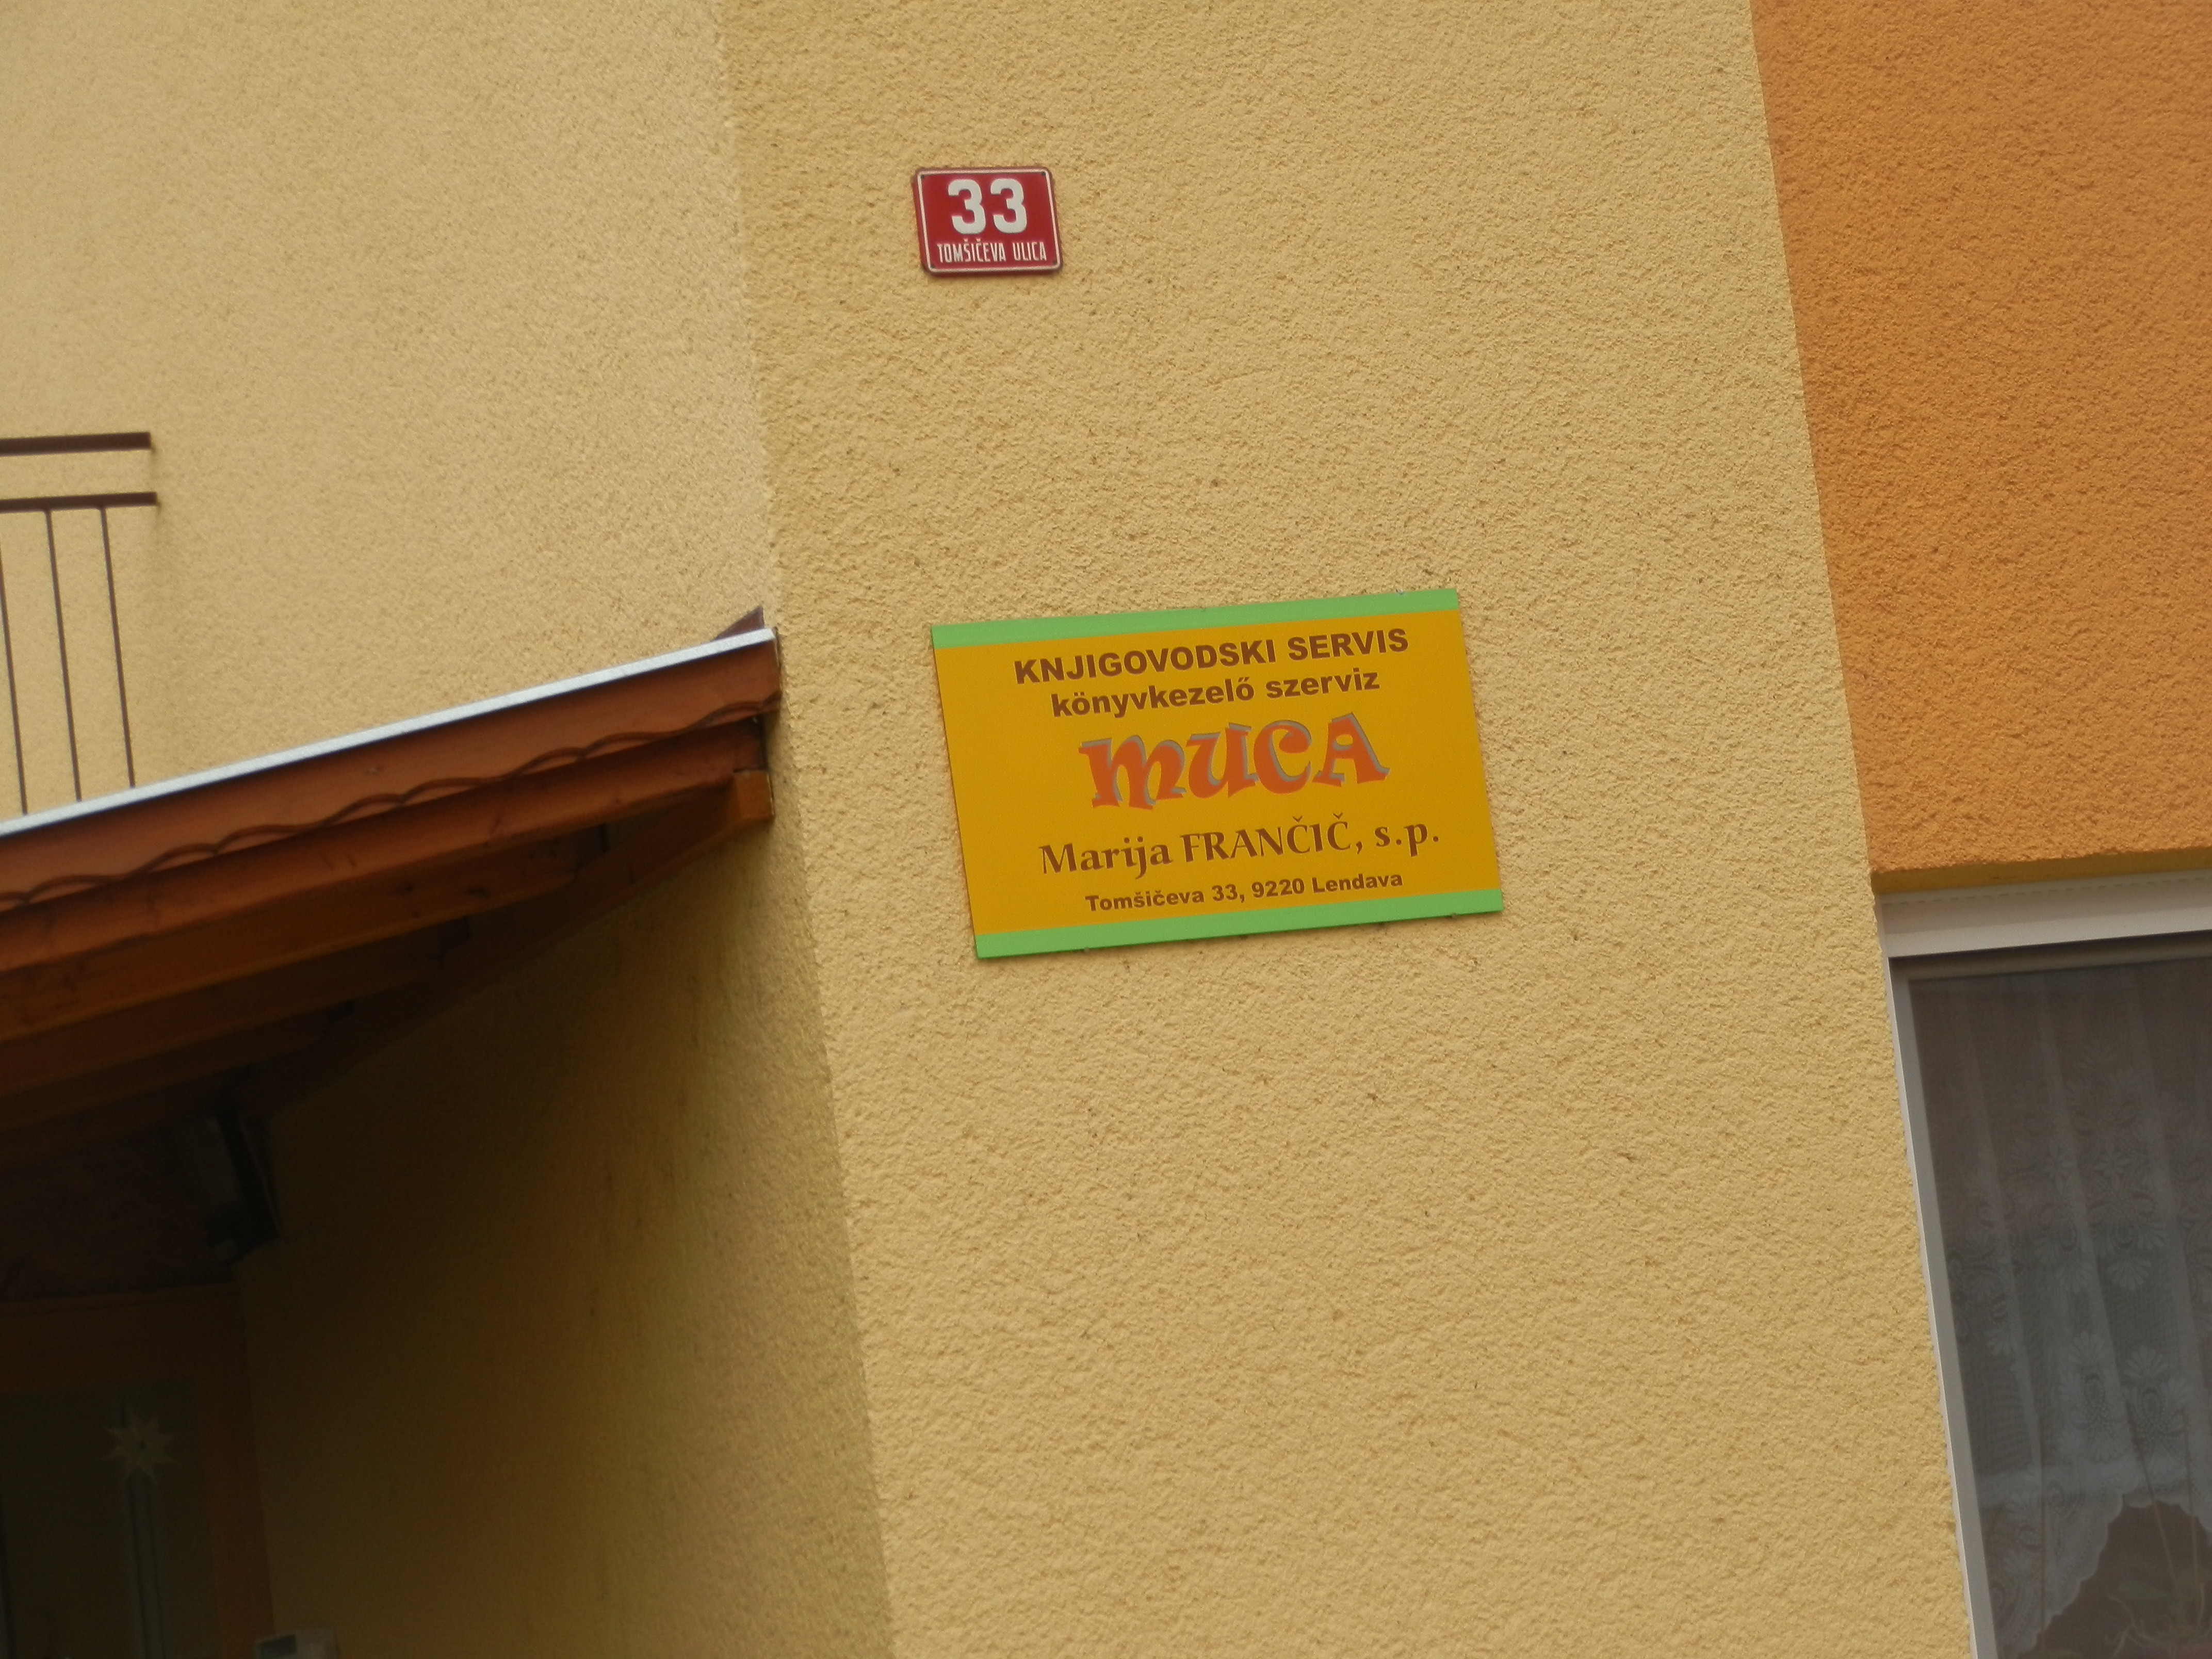 33
TOMŠIČEVA ULICA
KNJIGOVODSKI SERVIS
könyvkezelő szerviz
MUCA
Marija FRANČIČ, s.p.
Tomšičeva 33, 9220 Lendava